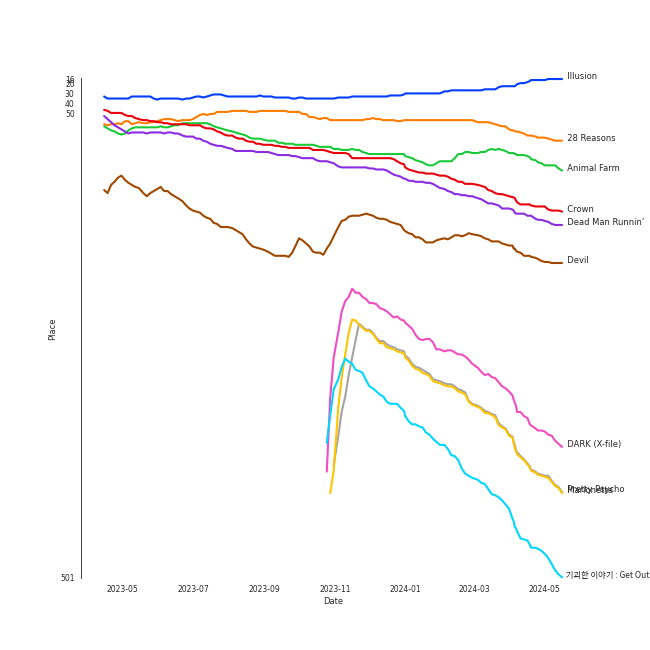 16
20
30
40
50
501
Place
Illusion
28 Reasons
Animal Farm
Crown
Dead Man Runnin'
Devil
DARK (X-file)
Pretty Psycho
Marionette
기괴한 이야기 : Get Out
2023-05 2023-07 2023-09 2023-11 2024-01 2024-03 2024-05
Date